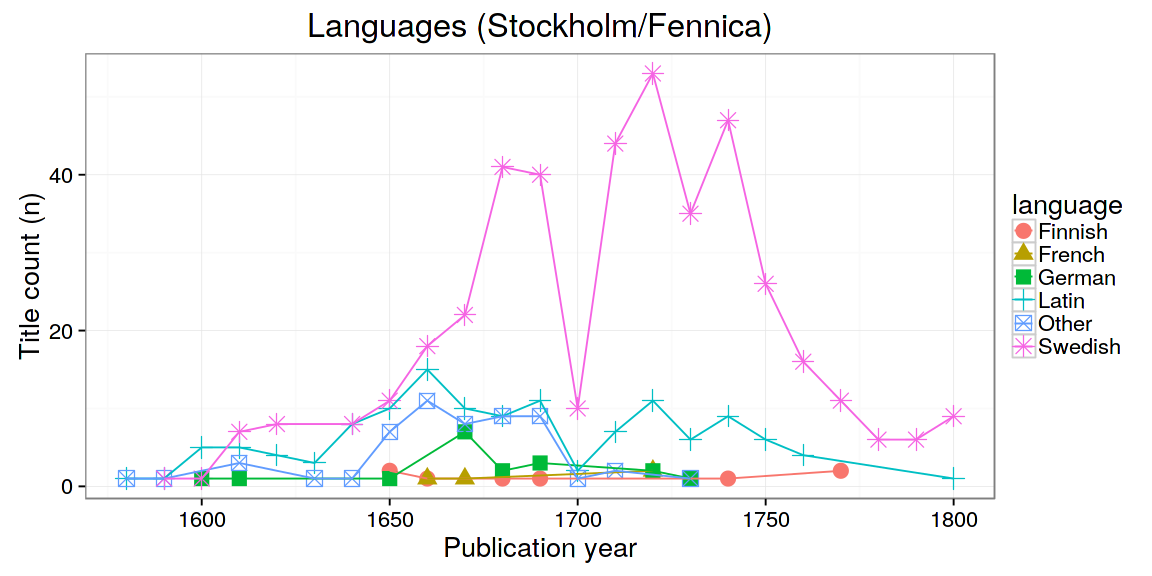 Languages (Stockholm/Fennica)
Title count (n)
40
20
0
1600 1650 1700 1750 1800
Publication year
language
Finnish
French
German
Latin
Other
Swedish